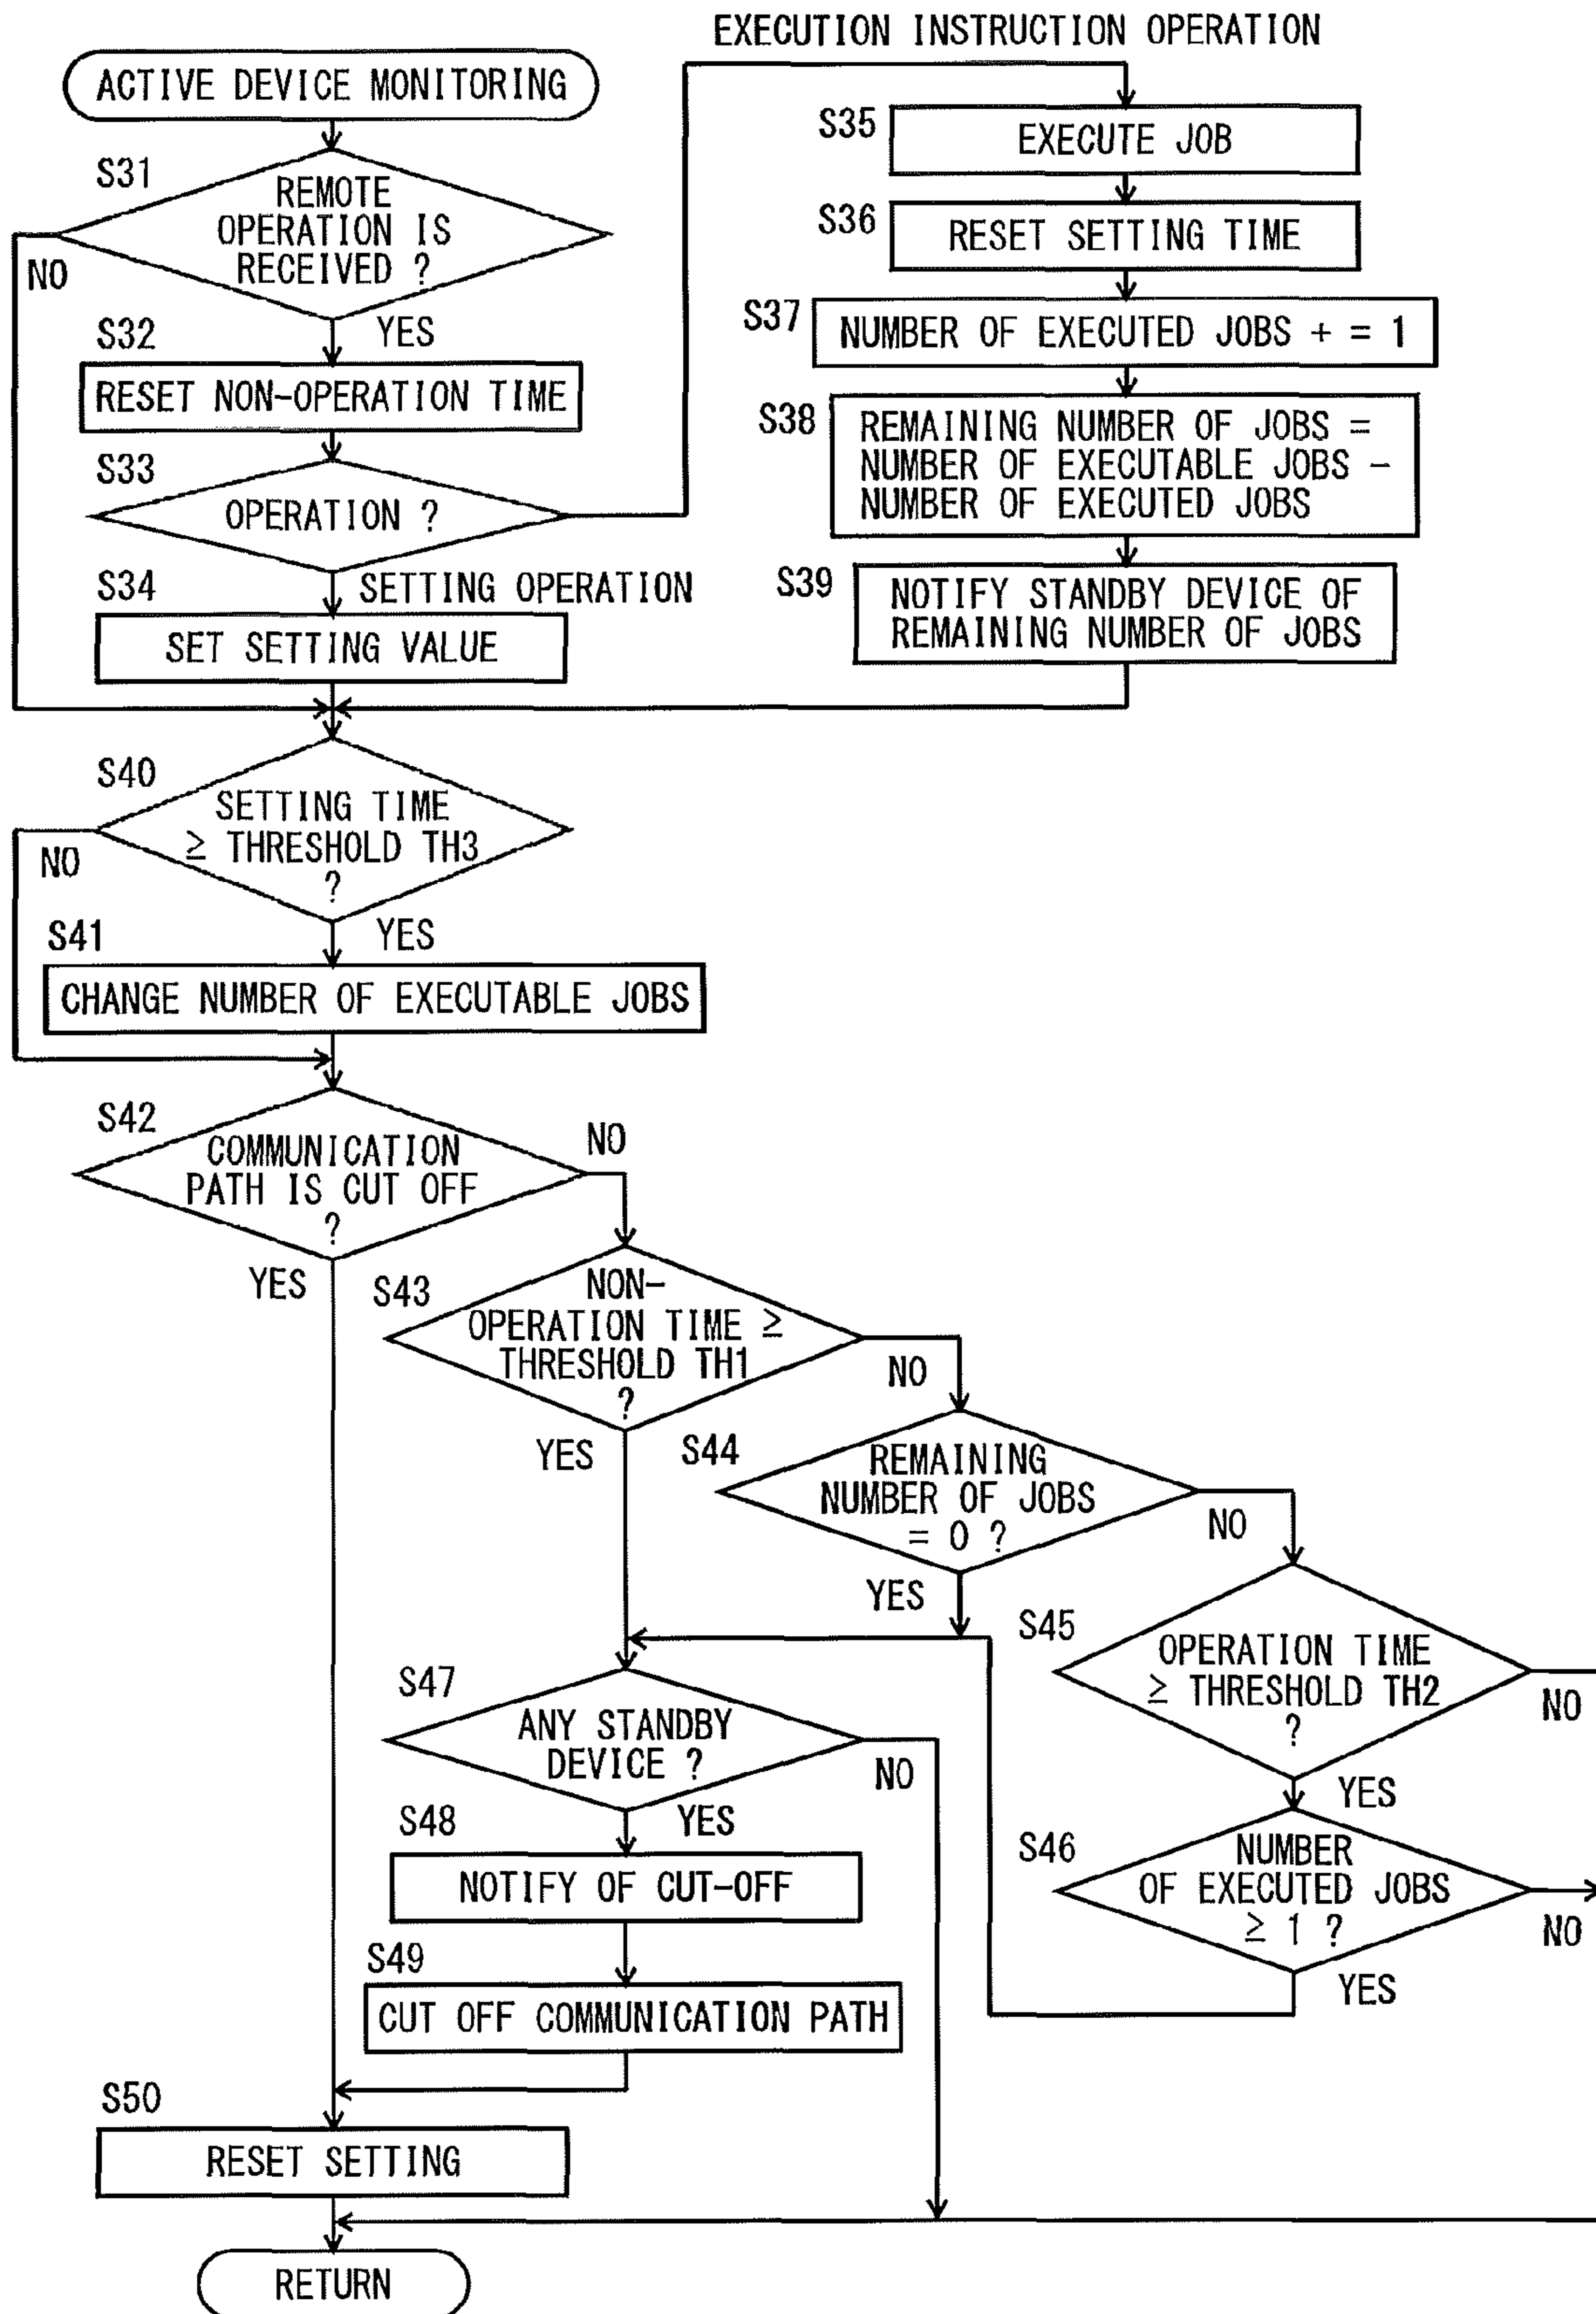 EXECUTION INSTRUCTION OPERATION
ACTIVE DEVICE MONITORING
S31
REMOTE
OPERATION IS
RECEIVED ?
NO
YES
S32
RESET NON-OPERATION TIME
S33
OPERATION ?
S34
SETTING OPERATION
SET SETTING VALUE
S35
EXECUTE JOB
S36
RESET SETTING TIME
S37
NUMBER OF EXECUTED JOBS + = 1
S38
REMAINING NUMBER OF JOBS =
NUMBER OF EXECUTABLE JOBS -
NUMBER OF EXECUTED JOBS
S39
NOTIFY STANDBY DEVICE OF
REMAINING NUMBER OF JOBS
S40
SETTING TIME
≥ THRESHOLD TH3
?
NO
YES
S41
CHANGE NUMBER OF EXECUTABLE JOBS
S42
COMMUNICATION
PATH IS CUT OFF
?
NO
YES
S43
NON-
OPERATION TIME ≥
THRESHOLD TH1
?
NO
YES
S44
REMAINING
NUMBER OF JOBS
= 0 ?
NO
YES
S45
OPERATION TIME
≥ THRESHOLD TH2
?
NO
YES
S46
NUMBER
OF EXECUTED JOBS
≥ 1 ?
NO
YES
S47
ANY STANDBY
DEVICE ?
NO
YES
S48
NOTIFY OF CUT-OFF
S49
CUT OFF COMMUNICATION PATH
S50
RESET SETTING
RETURN